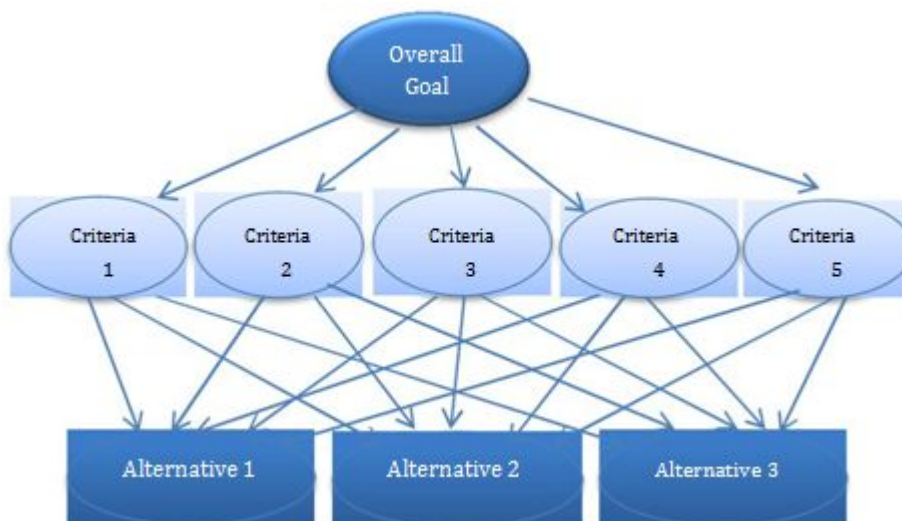 Overall
Goal
Criteria
1
Criteria
2
Criteria
3
Criteria
4
Criteria
5
Alternative 1
Alternative 2
Alternative 3